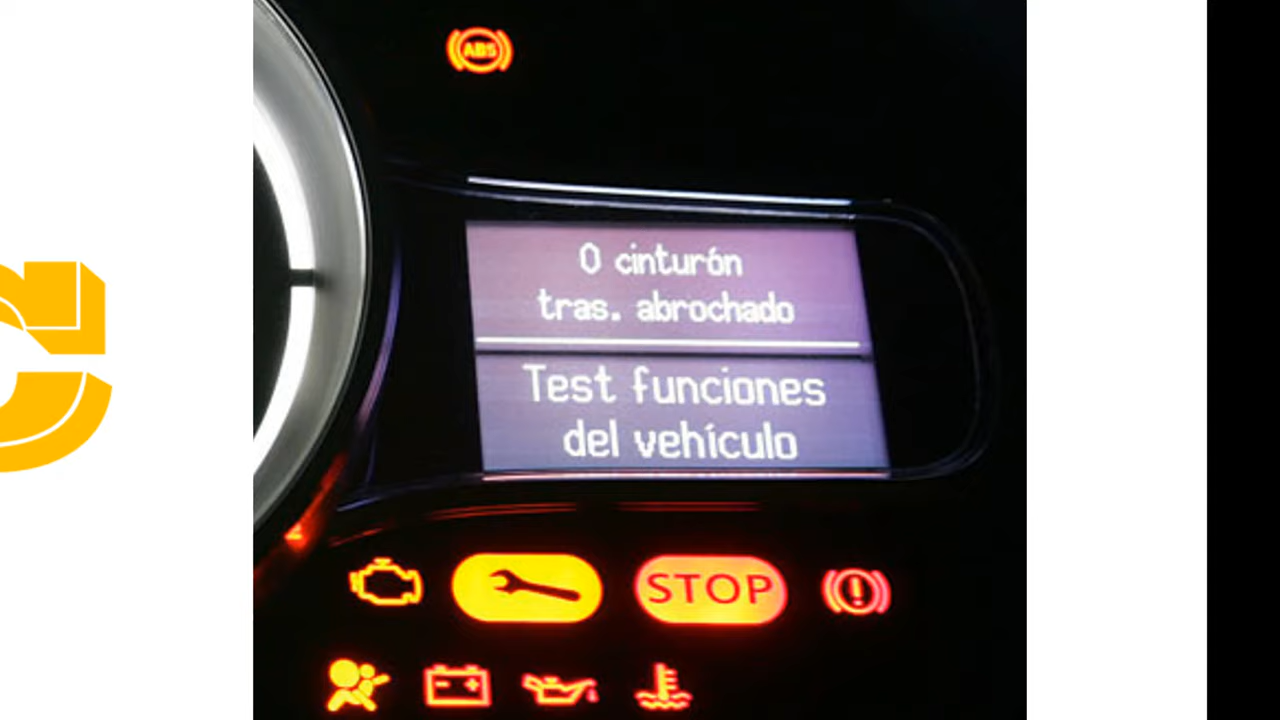 ABS
0 cinturón
tras. abrochado
Test funciones
del vehículo
STOP